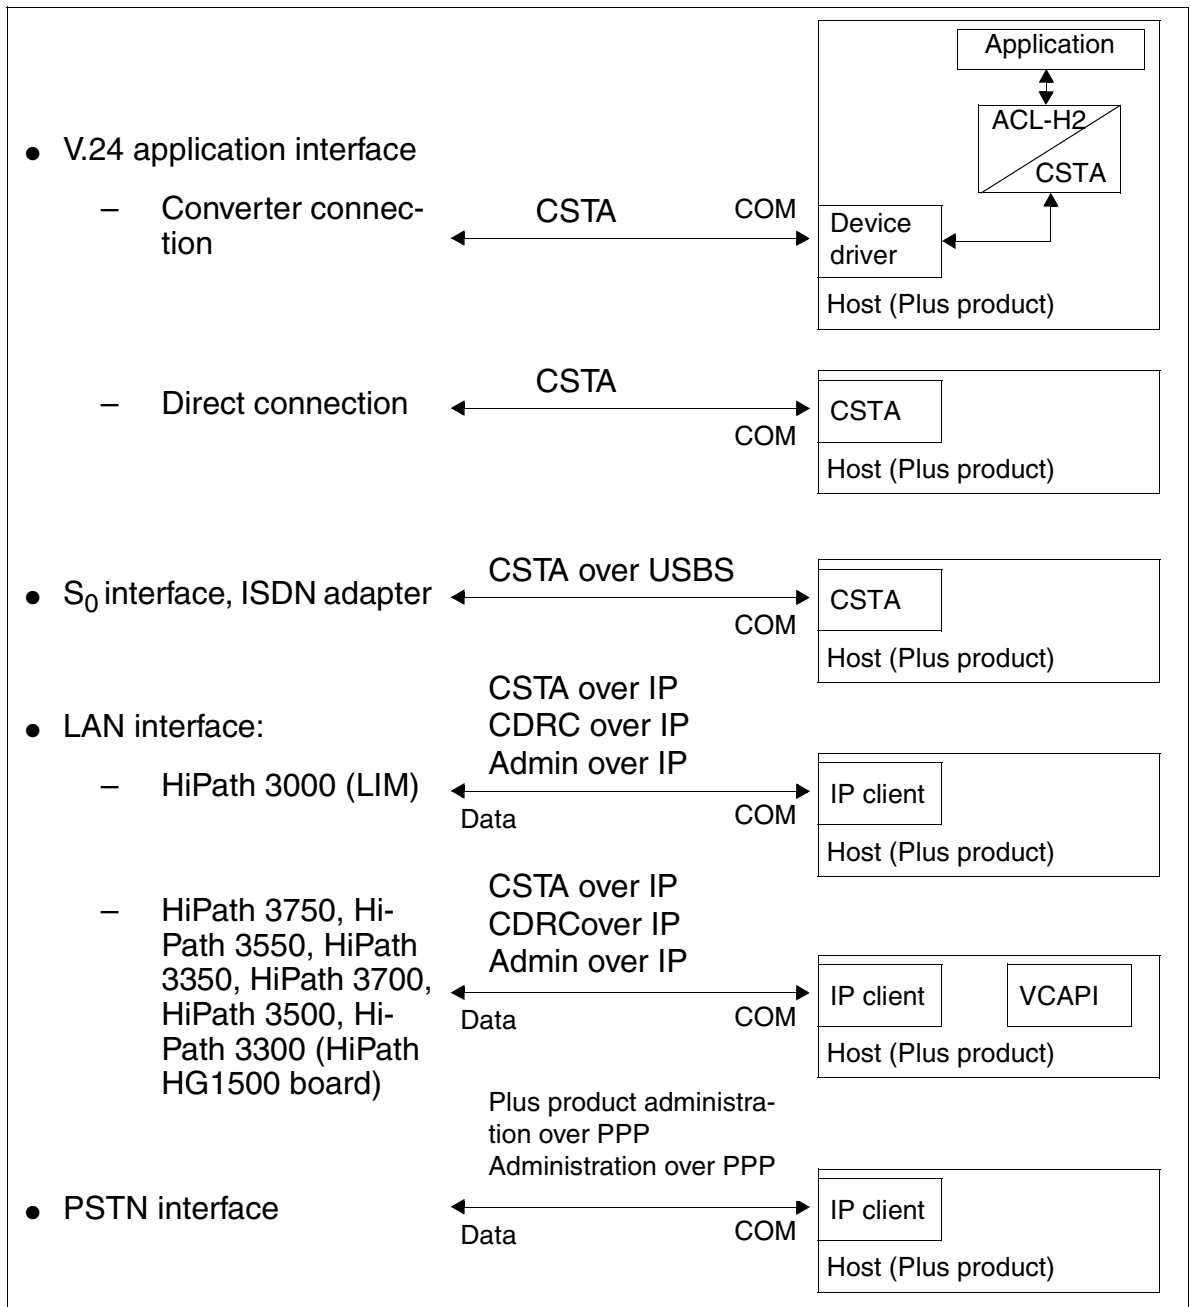 Application
ACL-H2
CSTA
● V.24 application interface
– Converter connec-
tion
CSTA
COM
Device
driver
Host (Plus product)
– Direct connection
CSTA
COM
CSTA
Host (Plus product)
● S0 interface, ISDN adapter
CSTA over USBS
COM
CSTA
Host (Plus product)
● LAN interface:
CSTA over IP
CDRC over IP
Admin over IP
– HiPath 3000 (LIM)
Data
COM
IP client
Host (Plus product)
– HiPath 3750, Hi-
Path 3550, HiPath
3350, HiPath 3700,
HiPath 3500, Hi-
Path 3300 (HiPath
HG1500 board)
CSTA over IP
CDRCover IP
Admin over IP
Data
COM
IP client
VCAPI
Host (Plus product)
Plus product administra-
tion over PPP
Administration over PPP
● PSTN interface
Data
COM
IP client
Host (Plus product)